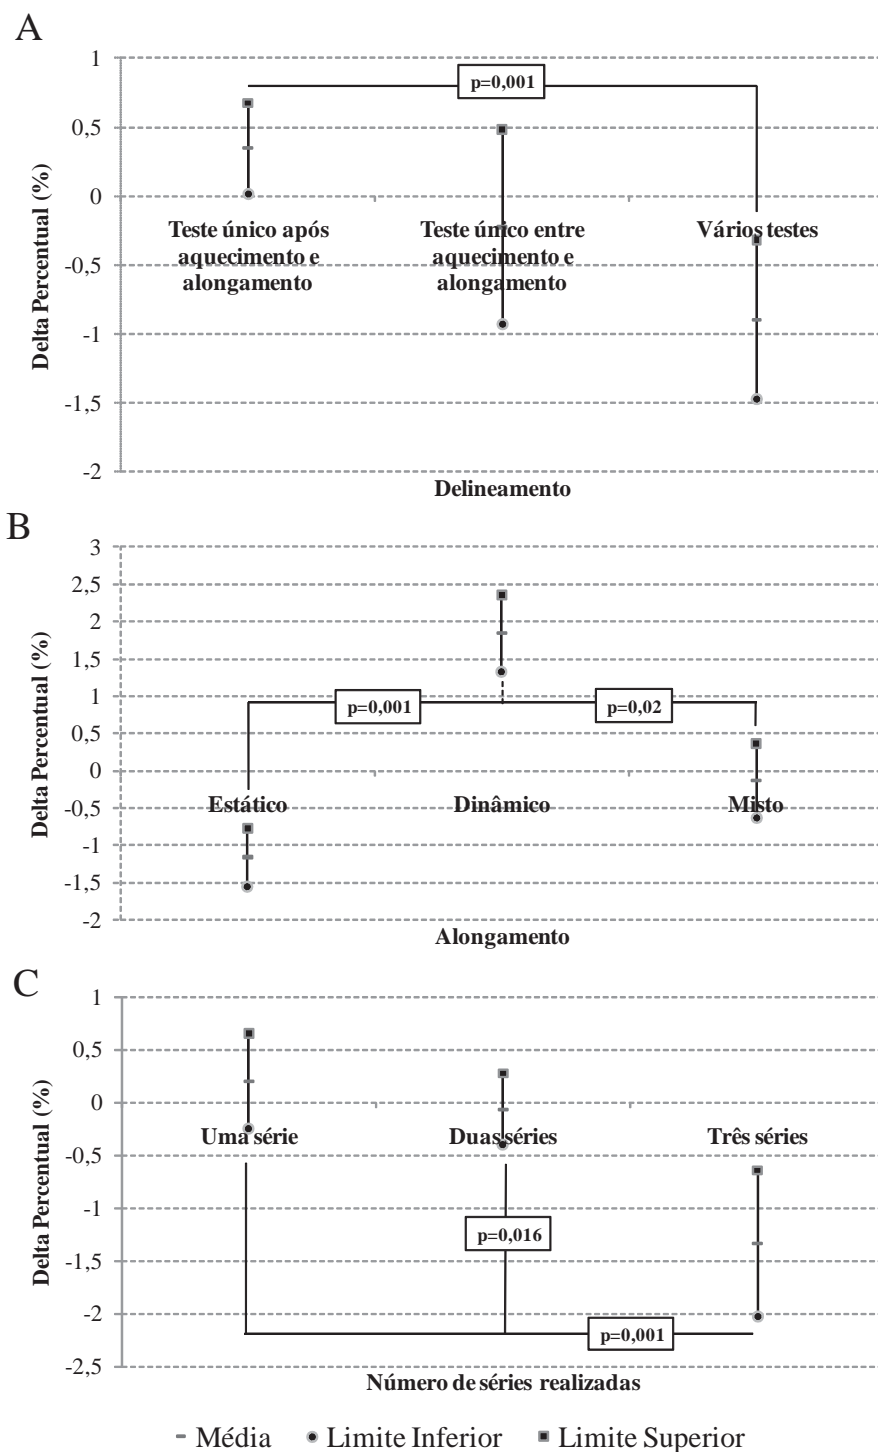 A
1
0,5
0
-0,5
-1
-1,5
-2
Delta Percentual (%)
p=0,001
Teste único após
aquecimento e
alongamento
Teste único entre
aquecimento e
alongamento
Vários testes
Delineamento
B
3
2,5
2
1,5
1
0,5
0
-0,5
-1
-1,5
-2
Delta Percentual (%)
p=0,001
p=0,02
Estático
Dinâmico
Misto
Alongamento
C
1
0,5
0
-0,5
-1
-1,5
-2
-2,5
Delta Percentual (%)
Uma série
Duas séries
Três séries
p=0,016
p=0,001
Número de séries realizadas
Média
Limite Inferior
Limite Superior